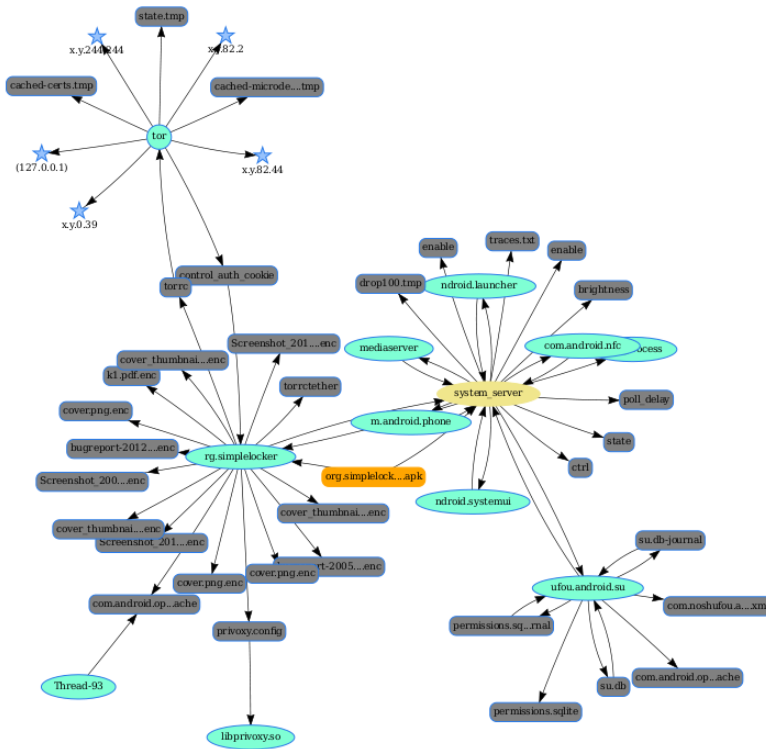 state.tmp
x.y.244.244
x.y.82.2
cached-certs.tmp
cached-microde....tmp
tor
(127.0.0.1)
x.y.82.44
x.y.0.39
control_auth_cookie
torrc
enable
traces.txt
enable
drop100.tmp
ndroid.launcher
brightness
Screenshot_201....enc
mediaserver
com.android.nfc
ocess
cover_thumbnai....enc
k1.pdf.enc
torrctether
system_server
poll_delay
cover.png.enc
m.android.phone
state
bugreport-2012...enc
rg.simplelocker
ctrl
Screenshot_200....enc
org.simplelock....apk
ndroid.systemui
cover_thumbnai....enc
cover_thumbnai....enc
Screenshot_201....enc
su.db-journal
ort-2005....enc
cover.png.enc
cover.png.enc
ufou.android.su
com.android.op...ache
com.noshufou.a....xm
permissions.sq...rnal
privoxy.config
com.android.op...ache
Thread-93
su.db
permissions.sqlite
libprivoxy.so